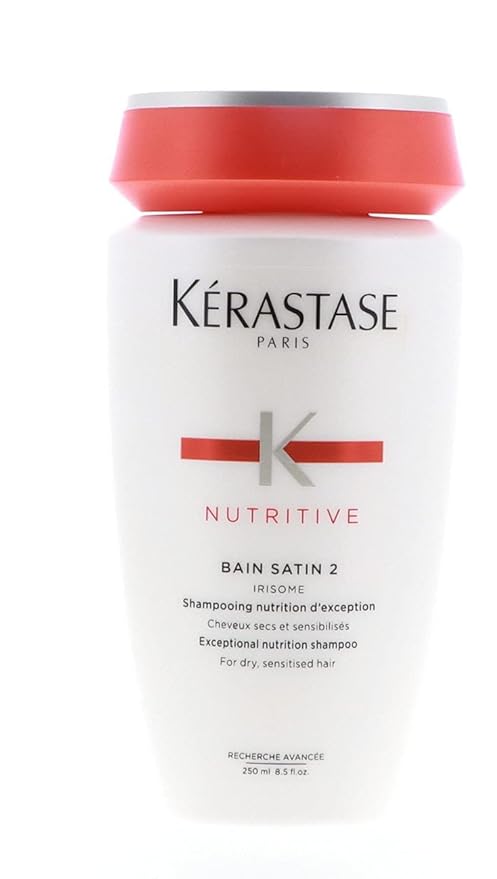 KÉRASTASE
PARIS
K
NUTRITIVE
BAIN SATIN 2
IRISOME
Shampooing nutrition d'exception
Cheveux secs et sensibilisés
Exceptional nutrition shampoo
For dry, sensitised hair
RECHERCHE AVANCÉE
250 ml 8.5 fl.oz.